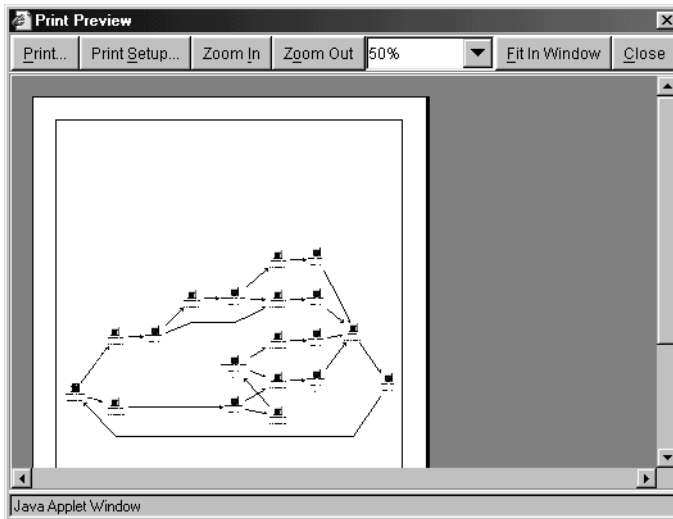 Print Preview
Print... Print Setup... Zoom In Zoom Out 50% Fit In Window Close
Java Applet Window